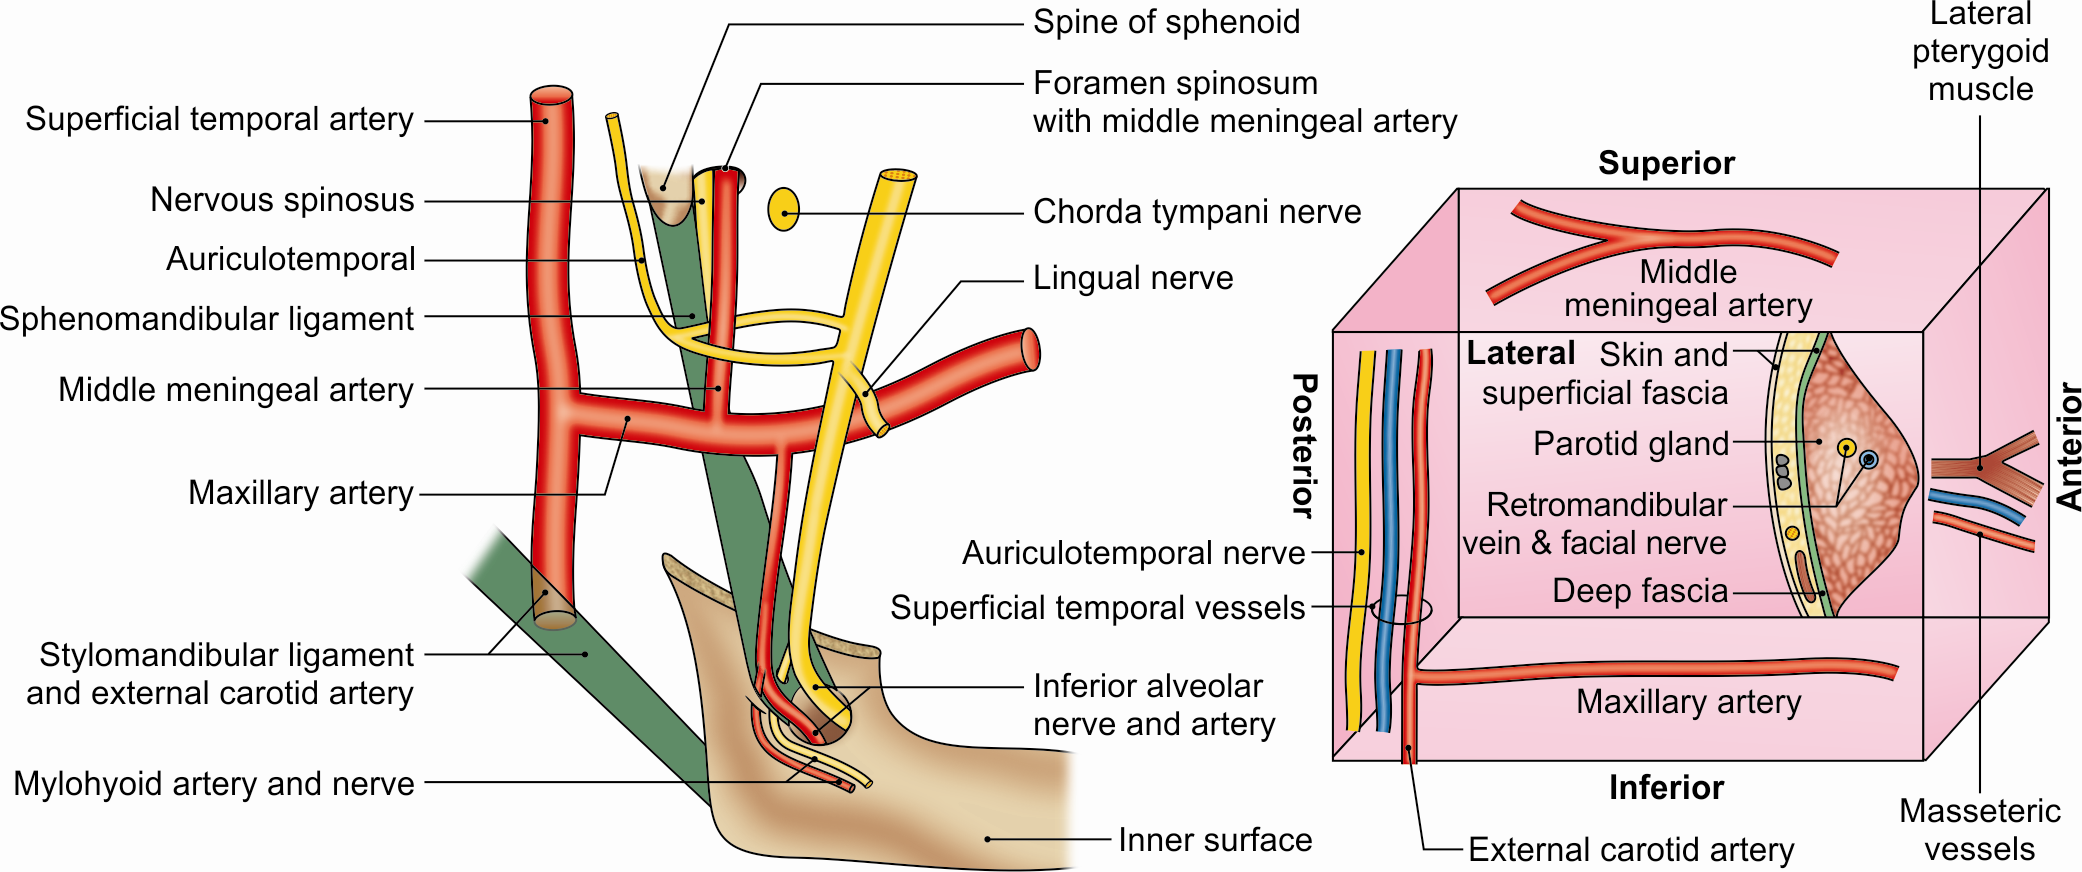 Superficial temporal artery
Nervous spinosus
Auriculotemporal
Sphenomandibular ligament
Middle meningeal artery
Maxillary artery
Stylomandibular ligament
and external carotid artery
Mylohyoid artery and nerve
Spine of sphenoid
Foramen spinosum
with middle meningeal artery
Chorda tympani nerve
Lingual nerve
Inferior alveolar
nerve and artery
Inner surface
Lateral
pterygoid
muscle
Superior
Middle
meningeal artery
Lateral
Skin and
superficial fascia
Parotid gland
Retromandibular
vein & facial nerve
Deep fascia
Posterior
Anterior
Auriculotemporal nerve
Superficial temporal vessels
Maxillary artery
Inferior
External carotid artery
Masseteric
vessels